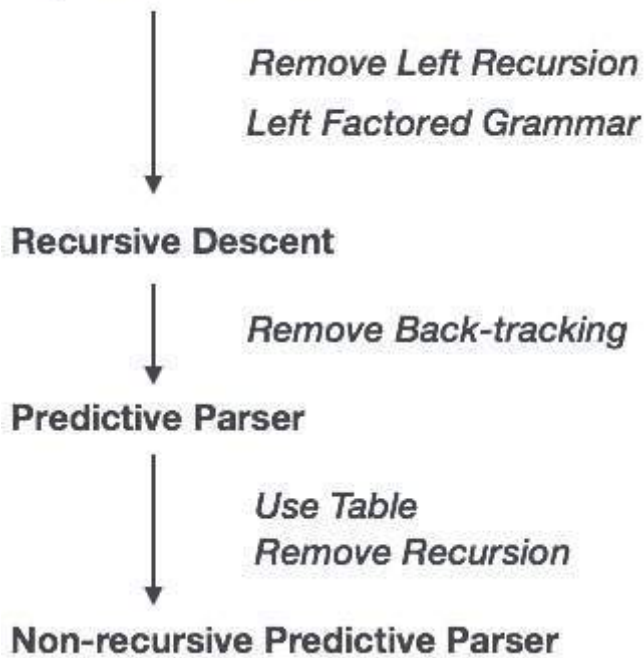 Remove Left Recursion
Left Factored Grammar
Recursive Descent
Remove Back-tracking
Predictive Parser
Use Table
Remove Recursion
Non-recursive Predictive Parser